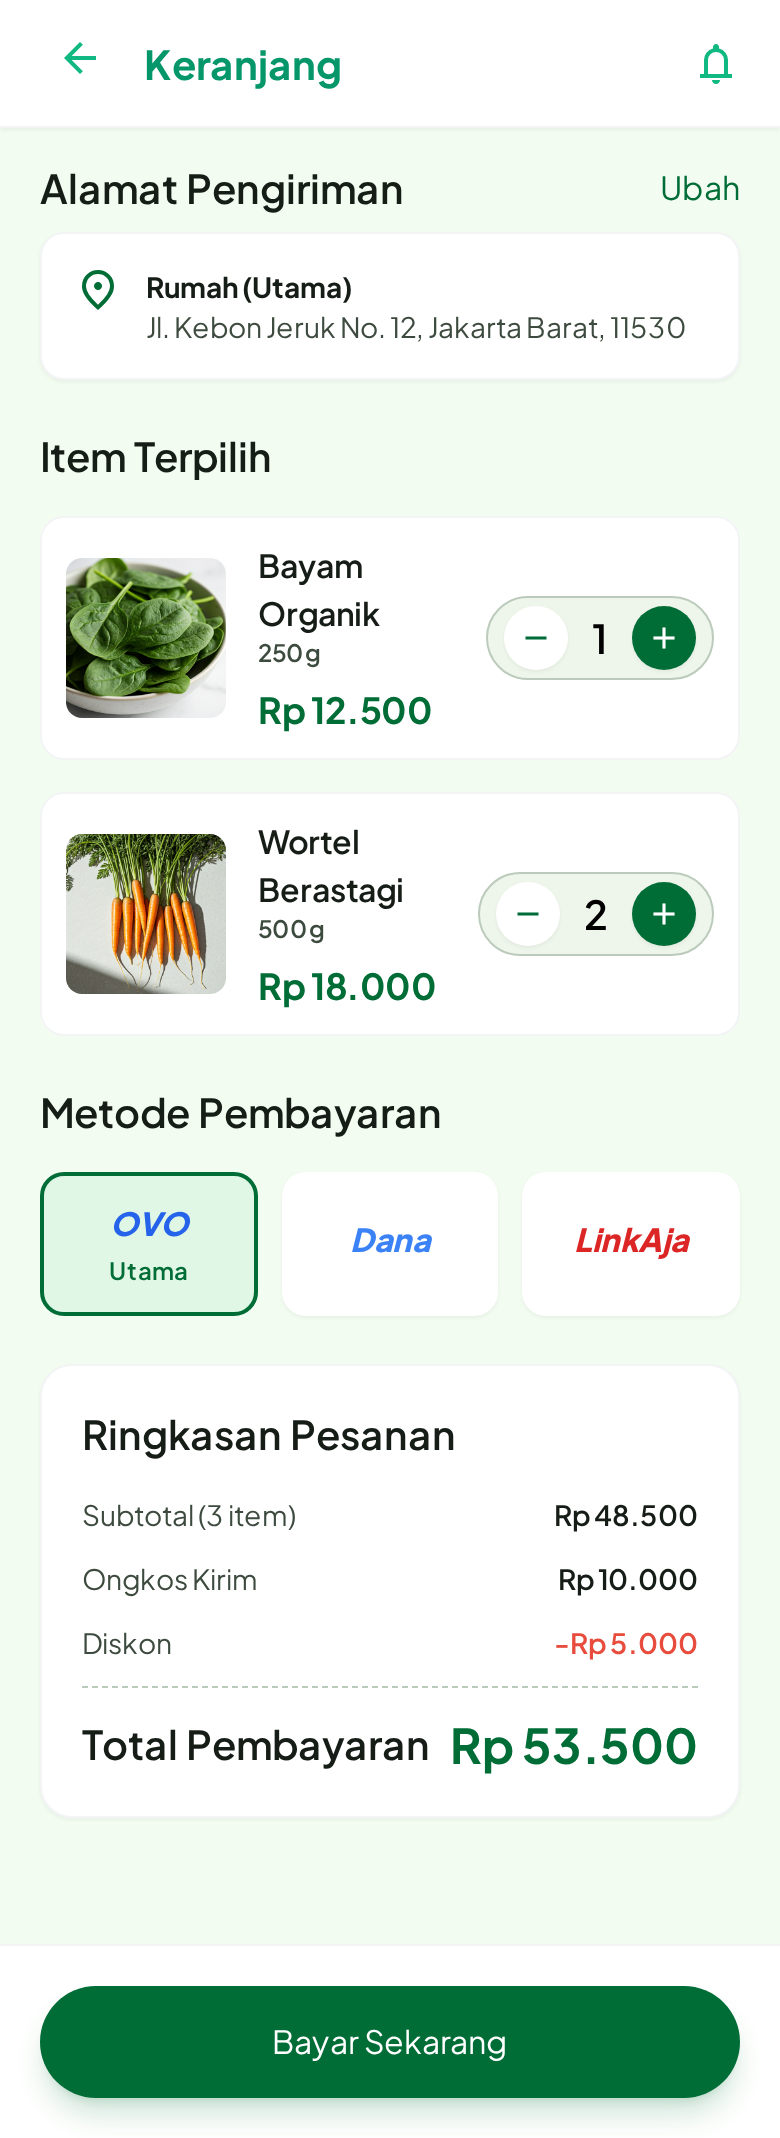 Keranjang
Alamat Pengiriman
Ubah
Rumah (Utama)
Jl. Kebon Jeruk No. 12, Jakarta Barat, 11530
Item Terpilih
Bayam
Organik
250g
Rp 12.500
− 1 +
Wortel
Berastagi
500g
Rp 18.000
− 2 +
Metode Pembayaran
OVO
Utama
Dana
LinkAja
Ringkasan Pesanan
Subtotal (3 item) Rp 48.500
Ongkos Kirim Rp 10.000
Diskon -Rp 5.000
Total Pembayaran Rp 53.500
Bayar Sekarang